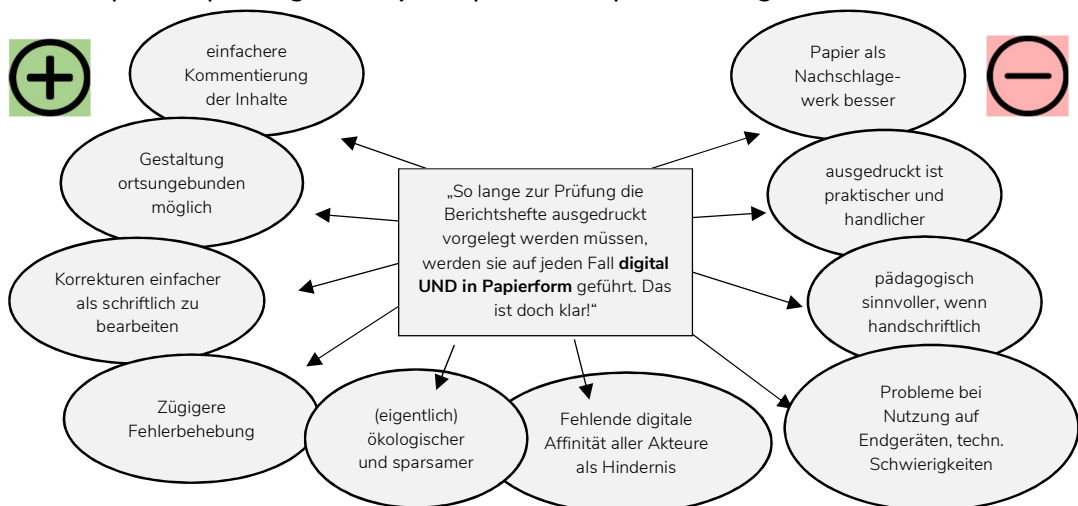 einfachere
Kommentierung
der Inhalte
Gestaltung
ortsungebunden
möglich
Korrekturen einfacher
als schriftlich zu
bearbeiten
Zügigere
Fehlerbehebung
(eigentlich)
ökologischer
und sparsamer
„So lange zur Prüfung die
Berichtshefte ausgedruckt
vorgelegt werden müssen,
werden sie auf jeden Fall digital
UND in Papierform geführt. Das
ist doch klar!“
Fehlende digitale
Affinität aller Akteure
als Hindernis
Papier als
Nachschlage-
werk besser
ausgedruckt ist
praktischer und
handlicher
pädagogisch
sinnvoller, wenn
handschriftlich
Probleme bei
Nutzung auf
Endgeräten, techn.
Schwierigkeiten